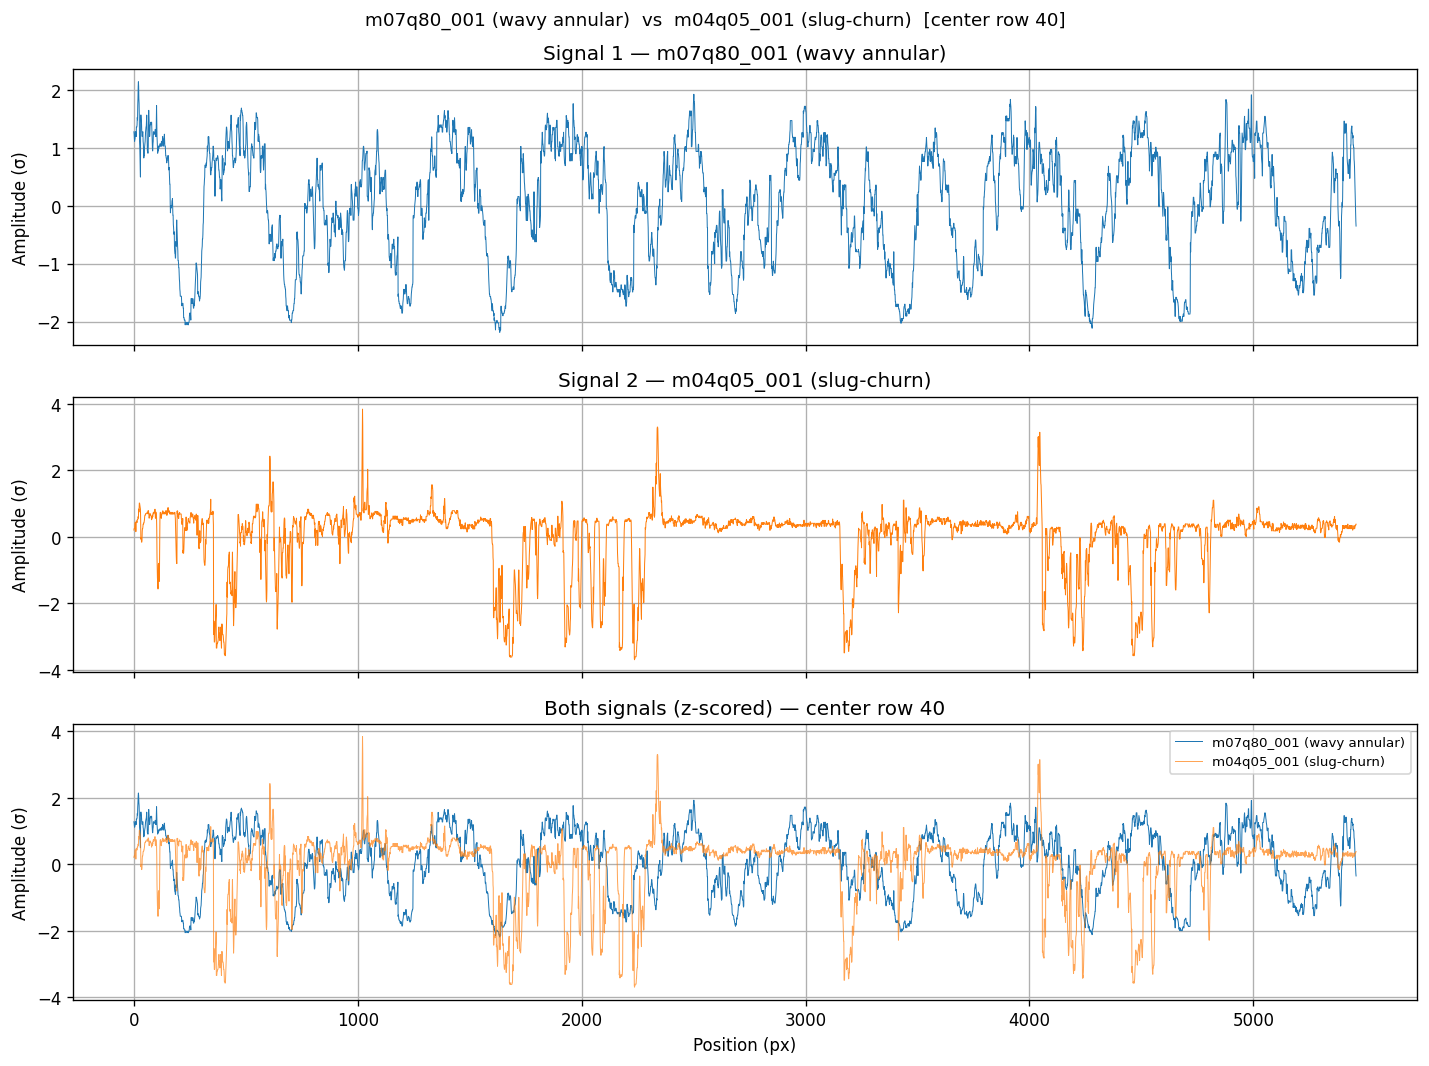 m07q80_001 (wavy annular)  vs  m04q05_001 (slug-churn)  [center row 40]
Signal 1 — m07q80_001 (wavy annular)
2
1
0
−1
−2
Amplitude (σ)
Signal 2 — m04q05_001 (slug-churn)
4
2
0
−2
−4
Amplitude (σ)
Both signals (z-scored) — center row 40
4
2
0
−2
−4
Amplitude (σ)
m07q80_001 (wavy annular)
m04q05_001 (slug-churn)
0 1000 2000 3000 4000 5000
Position (px)